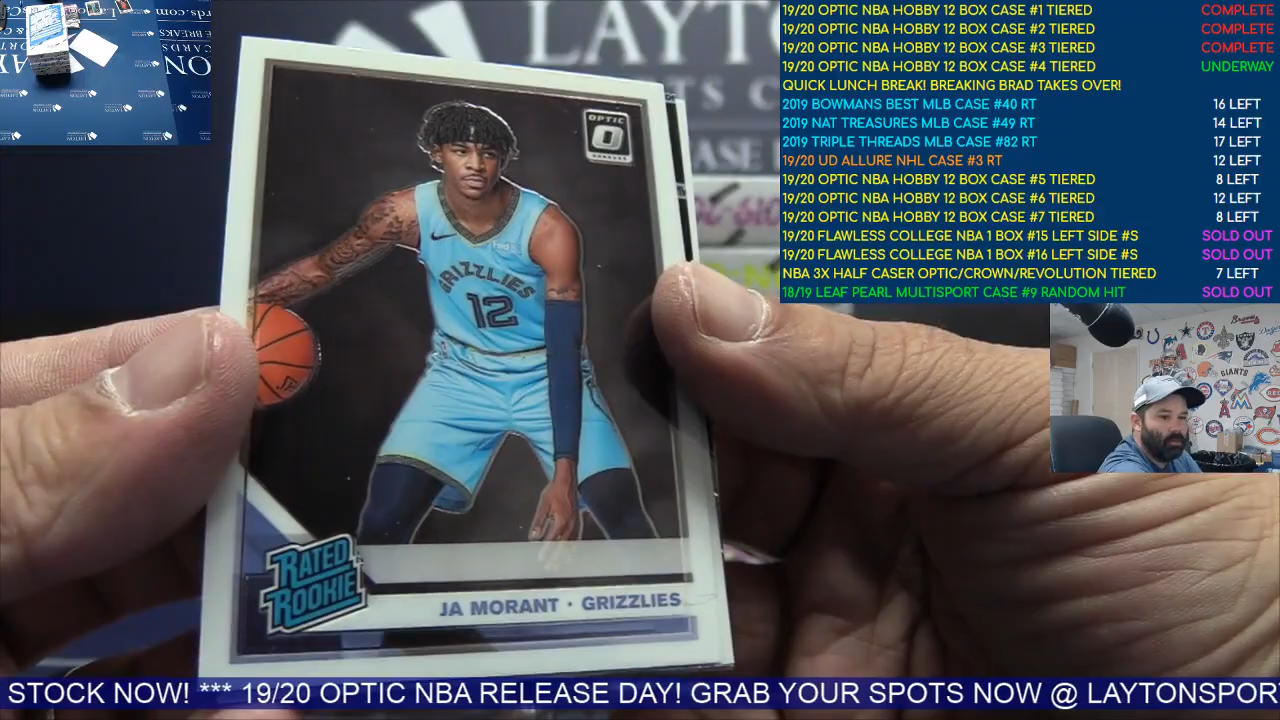 19/20 OPTIC NBA HOBBY 12 BOX CASE #1 TIERED COMPLETE
19/20 OPTIC NBA HOBBY 12 BOX CASE #2 TIERED COMPLETE
19/20 OPTIC NBA HOBBY 12 BOX CASE #3 TIERED COMPLETE
19/20 OPTIC NBA HOBBY 12 BOX CASE #4 TIERED UNDERWAY
QUICK LUNCH BREAK! BREAKING BRAD TAKES OVER!
2019 BOWMANS BEST MLB CASE #40 RT 16 LEFT
2019 NAT TREASURES MLB CASE #49 RT 14 LEFT
2019 TRIPLE THREADS MLB CASE #82 RT 17 LEFT
19/20 UD ALLURE NHL CASE #3 RT 12 LEFT
19/20 OPTIC NBA HOBBY 12 BOX CASE #5 TIERED 8 LEFT
19/20 OPTIC NBA HOBBY 12 BOX CASE #6 TIERED 12 LEFT
19/20 OPTIC NBA HOBBY 12 BOX CASE #7 TIERED 8 LEFT
19/20 FLAWLESS COLLEGE NBA 1 BOX #15 LEFT SIDE #S SOLD OUT
19/20 FLAWLESS COLLEGE NBA 1 BOX #16 LEFT SIDE #S SOLD OUT
NBA 3X HALF CASER OPTIC/CROWN/REVOLUTION TIERED 7 LEFT
18/19 LEAF PEARL MULTISPORT CASE #9 RANDOM HIT SOLD OUT
LAYTO
TS C
ASE
OPTIC
O
GRIZZLIES
12
RATED
ROOKIE
JA MORANT · GRIZZLIES
Braves
GIANTS
STOCK NOW! *** 19/20 OPTIC NBA RELEASE DAY! GRAB YOUR SPOTS NOW @ LAYTONSPOR